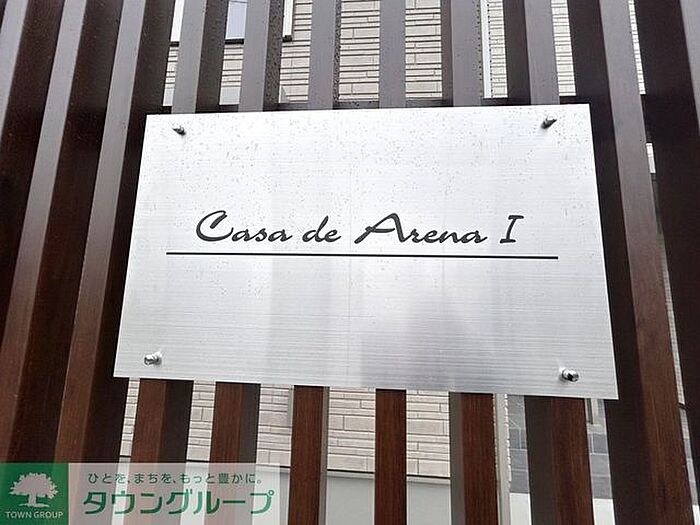 Casa de Arena I
ひとを、まちを、もっと豊かに。
タウングループ
TOWN GROUP